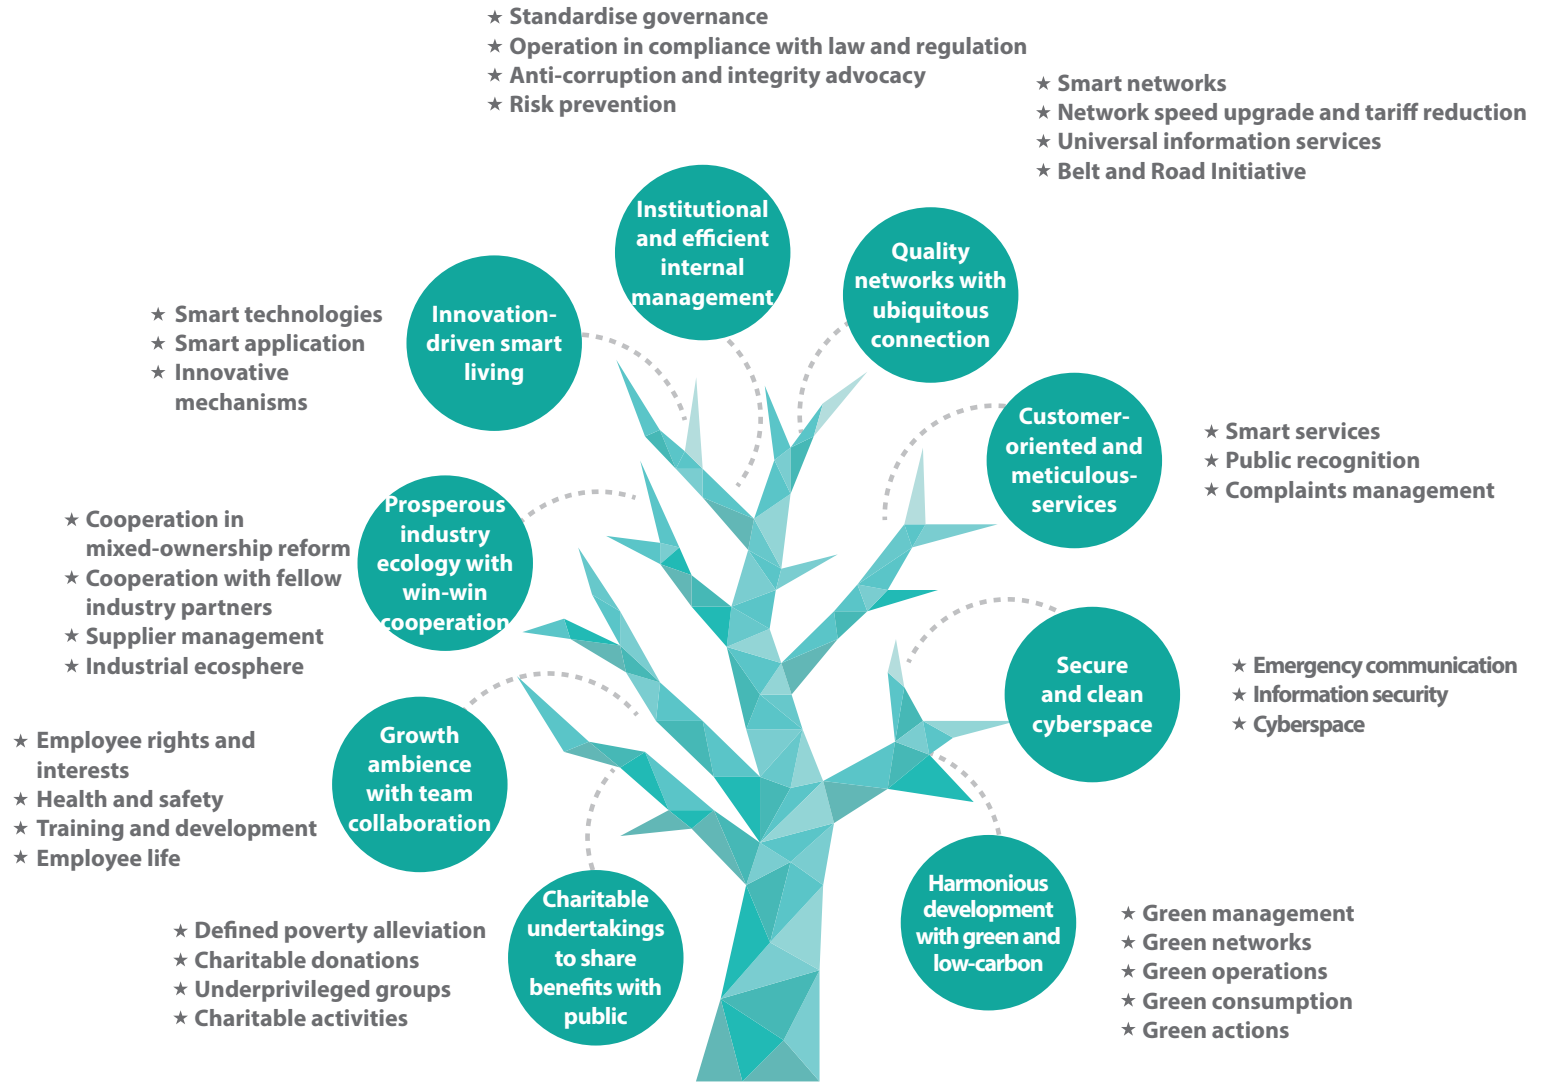 ★ Standardise governance
★ Operation in compliance with law and regulation
★ Anti-corruption and integrity advocacy
★ Risk prevention
★ Smart networks
★ Network speed upgrade and tariff reduction
★ Universal information services
★ Belt and Road Initiative
Institutional
and efficient
internal
management
Quality
networks with
ubiquitous
connection
Innovation-
driven smart
living
★ Smart technologies
★ Smart application
★ Innovative
mechanisms
Customer-
oriented and
meticulous-
services
★ Smart services
★ Public recognition
★ Complaints management
Prosperous
industry
ecology with
win-win
cooperation
★ Cooperation in
mixed-ownership reform
★ Cooperation with fellow
industry partners
★ Supplier management
★ Industrial ecosphere
Secure
and clean
cyberspace
★ Emergency communication
★ Information security
★ Cyberspace
Growth
ambience
with team
collaboration
★ Employee rights and
interests
★ Health and safety
★ Training and development
★ Employee life
Charitable
undertakings
to share
benefits with
public
★ Defined poverty alleviation
★ Charitable donations
★ Underprivileged groups
★ Charitable activities
Harmonious
development
with green and
low-carbon
★ Green management
★ Green networks
★ Green operations
★ Green consumption
★ Green actions